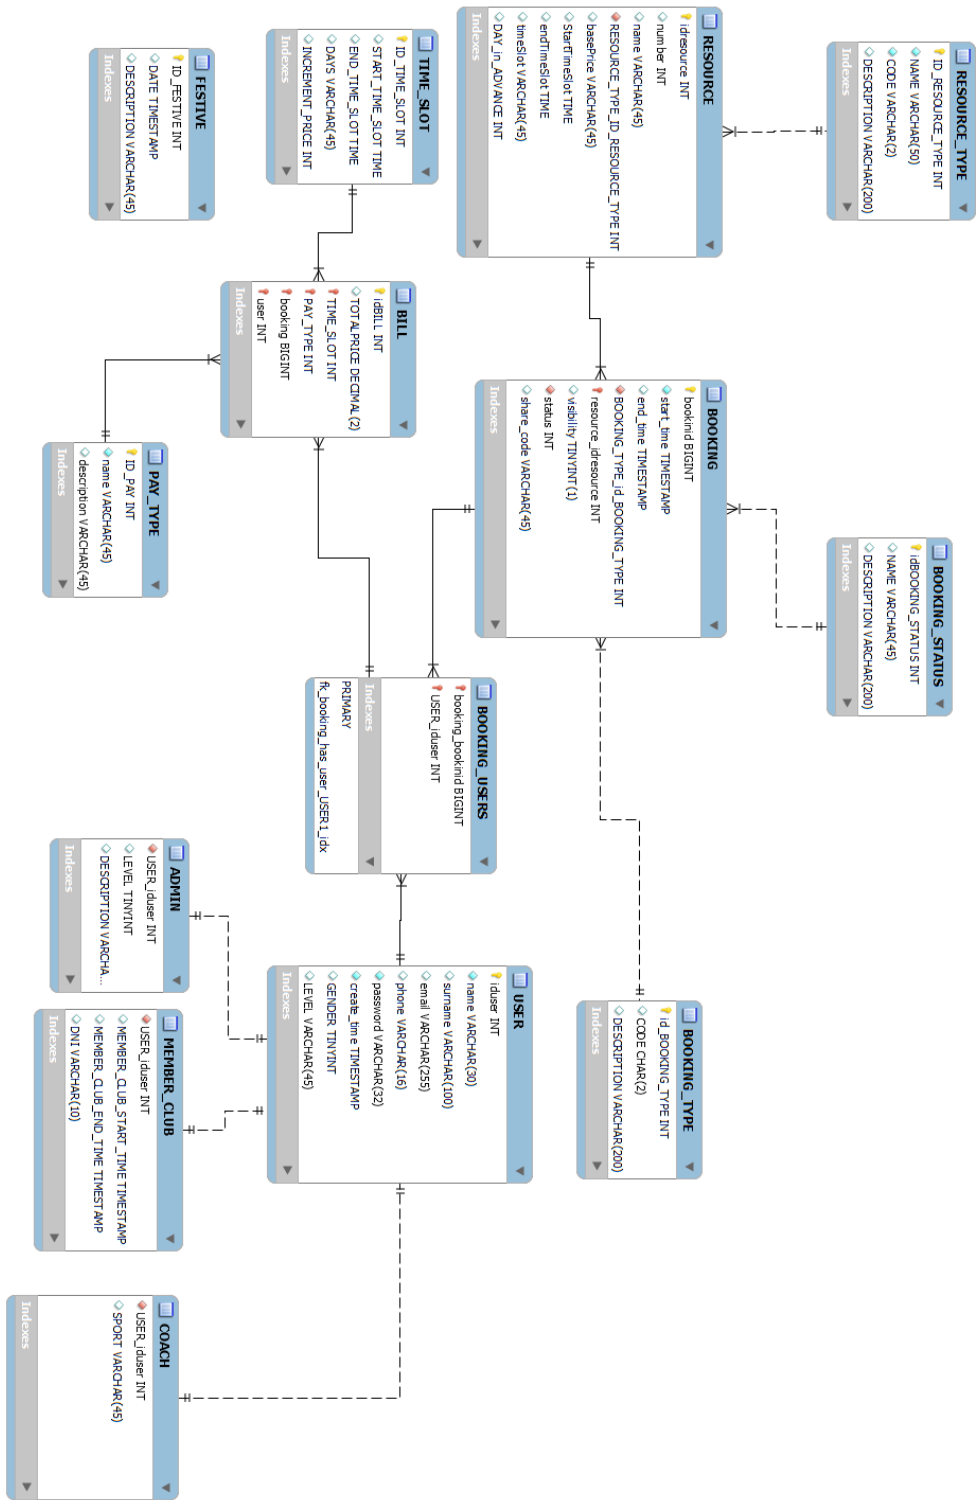 RESOURCE_TYPE
ID_RESOURCE_TYPE INT
NAME VARCHAR(50)
CODE VARCHAR(2)
DESCRIPTION VARCHAR(200)
Indexes
BOOKING_STATUS
idBOOKING_STATUS INT
NAME VARCHAR(45)
DESCRIPTION VARCHAR(200)
Indexes
RESOURCE
idresource INT
number INT
name VARCHAR(45)
RESOURCE_TYPE_ID_RESOURCE_TYPE INT
basePrice VARCHAR(45)
StartTimeSlot TIME
endTimeSlot TIME
timeSlot VARCHAR(45)
DAY_in_ADVANCE INT
Indexes
BOOKING
bookinid BIGINT
start_time TIMESTAMP
end_time TIMESTAMP
BOOKING_TYPE_id_BOOKING_TYPE INT
resource_idresource INT
visibility TINYINT(1)
status INT
share_code VARCHAR(45)
Indexes
BOOKING_TYPE
id_BOOKING_TYPE INT
CODE CHAR(2)
DESCRIPTION VARCHAR(200)
Indexes
TIME_SLOT
ID_TIME_SLOT INT
START_TIME_SLOT TIME
END_TIME_SLOT TIME
DAYS VARCHAR(45)
INCREMENT_PRICE INT
Indexes
BILL
idBILL INT
TOTALPRICE DECIMAL(2)
TIME_SLOT INT
PAY_TYPE INT
booking BIGINT
user INT
Indexes
BOOKING_USERS
booking_bookinid BIGINT
USER_iduser INT
Indexes
PRIMARY
fk_booking_has_user_USER1_idx
USER
iduser INT
name VARCHAR(30)
surname VARCHAR(100)
email VARCHAR(255)
phone VARCHAR(16)
password VARCHAR(32)
create_time TIMESTAMP
GENDER TINYINT
LEVEL VARCHAR(45)
Indexes
FESTIVE
ID_FESTIVE INT
DATE TIMESTAMP
DESCRIPTION VARCHAR(45)
Indexes
PAY_TYPE
ID_PAY INT
name VARCHAR(45)
description VARCHAR(45)
Indexes
ADMIN
USER_iduser INT
LEVEL TINYINT
DESCRIPTION VARCHA...
Indexes
MEMBER_CLUB
USER_iduser INT
MEMBER_CLUB_START_TIME TIMESTAMP
MEMBER_CLUB_END_TIME TIMESTAMP
DNI VARCHAR(10)
Indexes
COACH
USER_iduser INT
SPORT VARCHAR(45)
Indexes